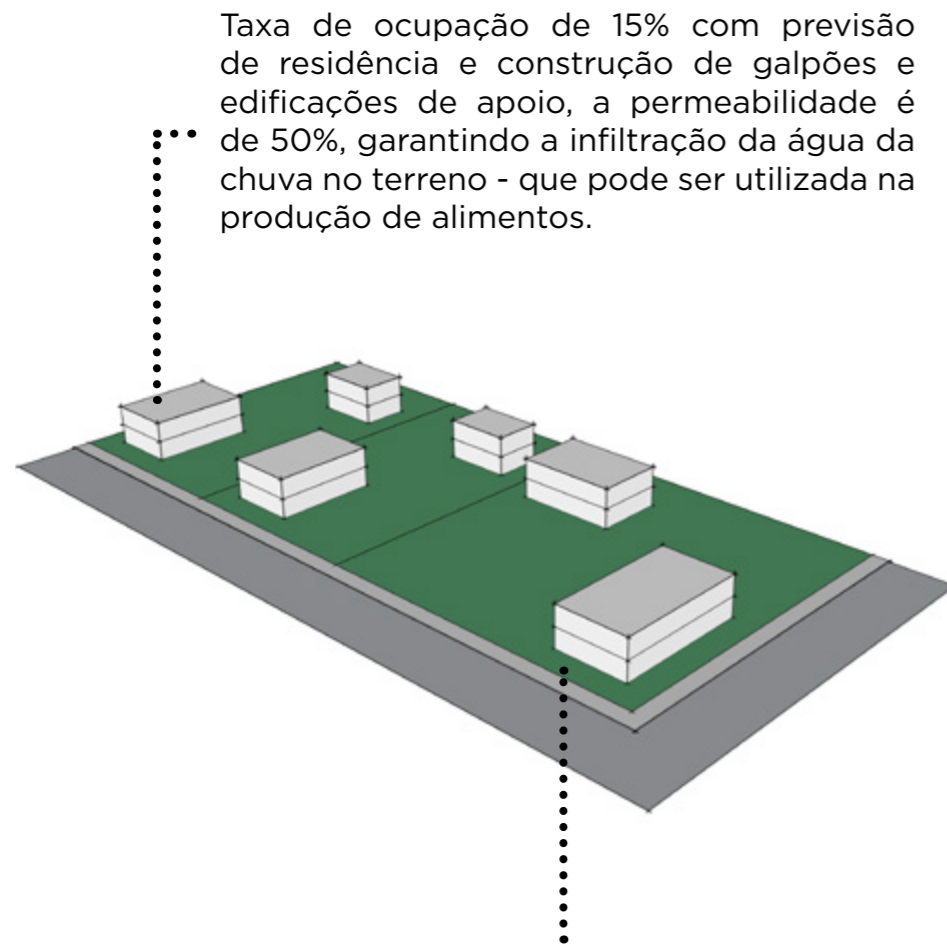 Taxa de ocupação de 15% com previsão
de residência e construção de galpões e
edificações de apoio, a permeabilidade é
de 50%, garantindo a infiltração da água da
chuva no terreno - que pode ser utilizada na
produção de alimentos.